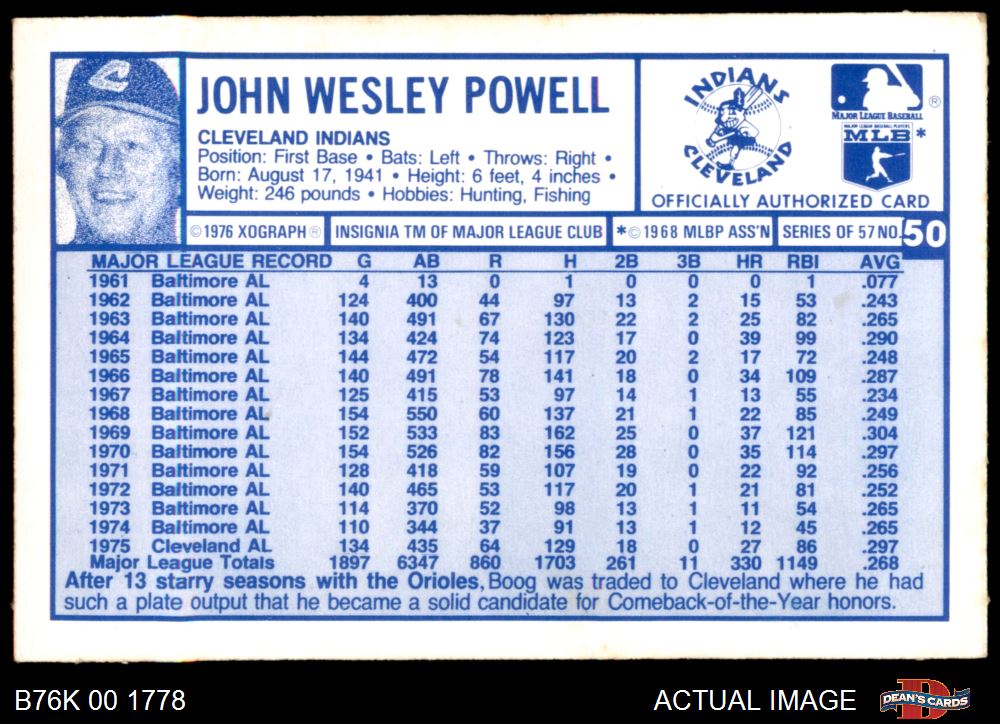 JOHN WESLEY POWELL
CLEVELAND INDIANS
Position: First Base • Bats: Left • Throws: Right •
Born: August 17, 1941 • Height: 6 feet, 4 inches •
Weight: 246 pounds • Hobbies: Hunting, Fishing
INDIANS
CLEVELAND
MAJOR LEAGUE BASEBALL
®
MAJOR LEAGUE BASEBALL PLAYERS
MLB *
OFFICIALLY AUTHORIZED CARD
©1976 XOGRAPH® INSIGNIA TM OF MAJOR LEAGUE CLUB *©1968 MLBP ASS'N SERIES OF 57 NO. 50
MAJOR LEAGUE RECORD G AB R H 2B 3B HR RBI AVG
1961 Baltimore AL 4 13 0 1 0 0 0 1 .077
1962 Baltimore AL 124 400 44 97 13 2 15 53 .243
1963 Baltimore AL 140 491 67 130 22 2 25 82 .265
1964 Baltimore AL 134 424 74 123 17 0 39 99 .290
1965 Baltimore AL 144 472 54 117 20 2 17 72 .248
1966 Baltimore AL 140 491 78 141 18 0 34 109 .287
1967 Baltimore AL 125 415 53 97 14 1 13 55 .234
1968 Baltimore AL 154 550 60 137 21 1 22 85 .249
1969 Baltimore AL 152 533 83 162 25 0 37 121 .304
1970 Baltimore AL 154 526 82 156 28 0 35 114 .297
1971 Baltimore AL 128 418 59 107 19 0 22 92 .256
1972 Baltimore AL 140 465 53 117 20 1 21 81 .252
1973 Baltimore AL 114 370 52 98 13 1 11 54 .265
1974 Baltimore AL 110 344 37 91 13 1 12 45 .265
1975 Cleveland AL 134 435 64 129 18 0 27 86 .297
Major League Totals 1897 6347 860 1703 261 11 330 1149 .268
After 13 starry seasons with the Orioles, Boog was traded to Cleveland where he had
such a plate output that he became a solid candidate for Comeback-of-the-Year honors.
B76K 00 1778
ACTUAL IMAGE
DEAN'S CARDS